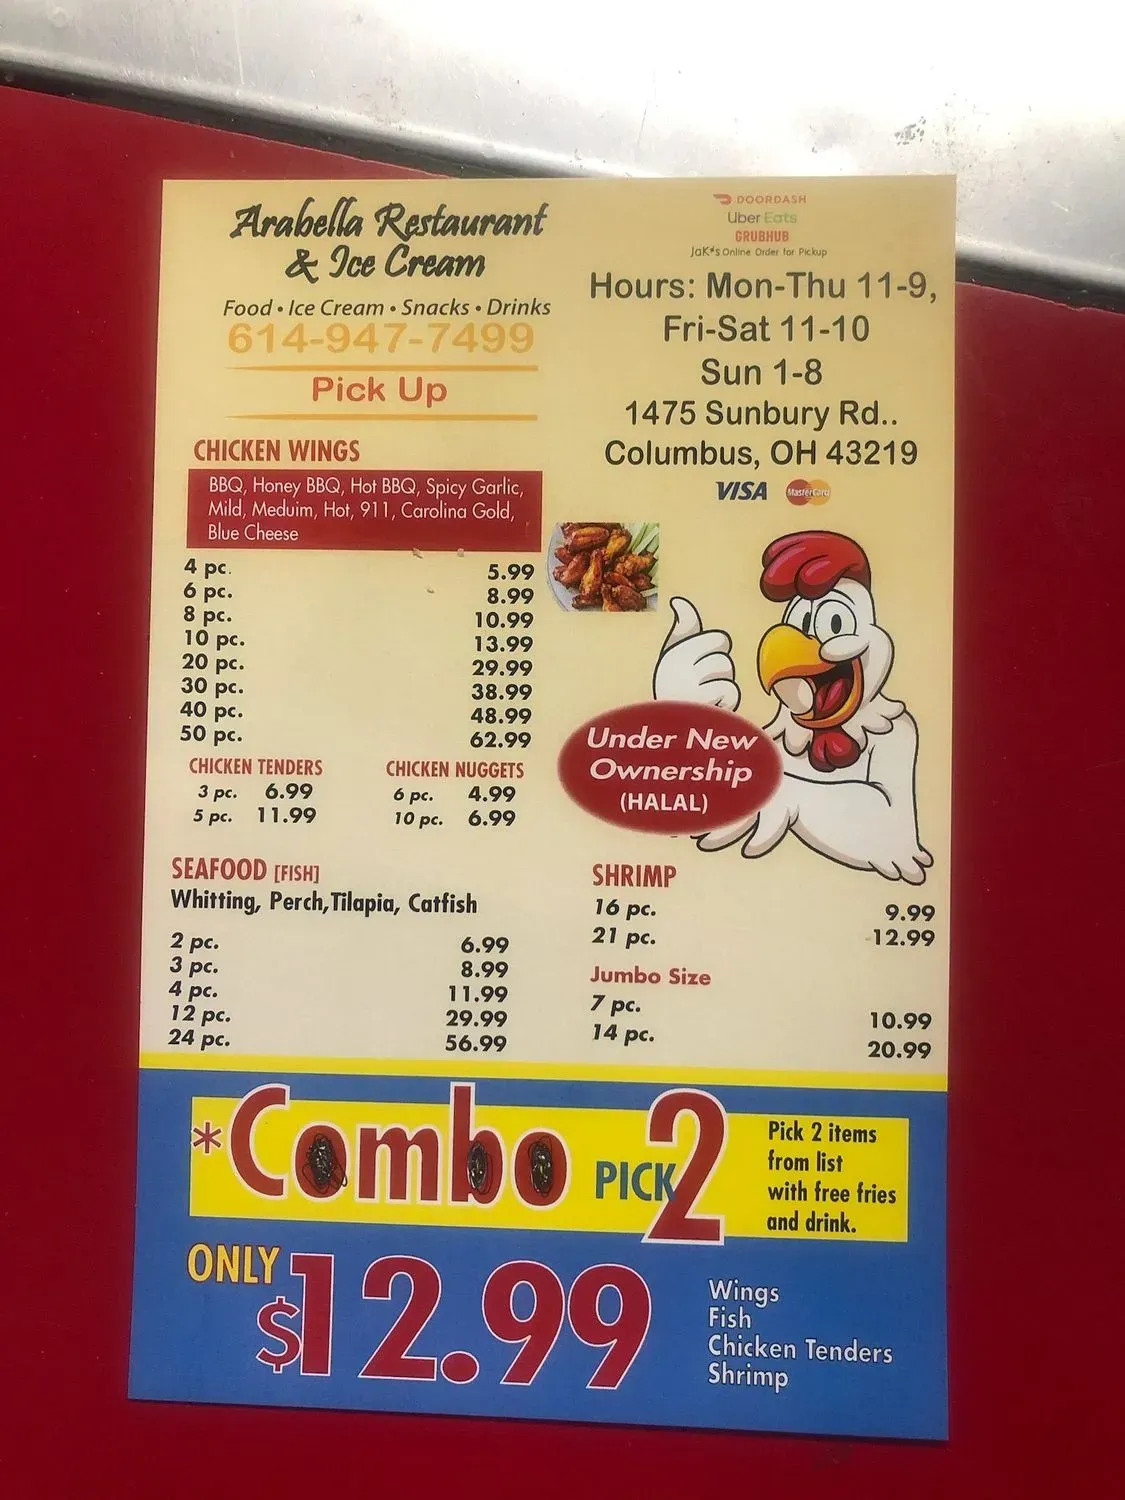 Arabella Restaurant
& Ice Cream
Food • Ice Cream • Snacks • Drinks
614-947-7499
Pick Up
DOORDASH
Uber Eats
GRUBHUB
JaK*s Online Order for Pickup
Hours: Mon-Thu 11-9,
Fri-Sat 11-10
Sun 1-8
1475 Sunbury Rd..
Columbus, OH 43219
VISA MasterCard
CHICKEN WINGS
BBQ, Honey BBQ, Hot BBQ, Spicy Garlic,
Mild, Meduim, Hot, 911, Carolina Gold,
Blue Cheese
4 pc. 5.99
6 pc. 8.99
8 pc. 10.99
10 pc. 13.99
20 pc. 29.99
30 pc. 38.99
40 pc. 48.99
50 pc. 62.99
Under New
Ownership
(HALAL)
CHICKEN TENDERS
3 pc. 6.99
5 pc. 11.99
CHICKEN NUGGETS
6 pc. 4.99
10 pc. 6.99
SEAFOOD [FISH]
Whitting, Perch,Tilapia, Catfish
2 pc. 6.99
3 pc. 8.99
4 pc. 11.99
12 pc. 29.99
24 pc. 56.99
SHRIMP
16 pc. 9.99
21 pc. 12.99
Jumbo Size
7 pc. 10.99
14 pc. 20.99
*Combo PICK 2
Pick 2 items
from list
with free fries
and drink.
ONLY
$12.99
Wings
Fish
Chicken Tenders
Shrimp